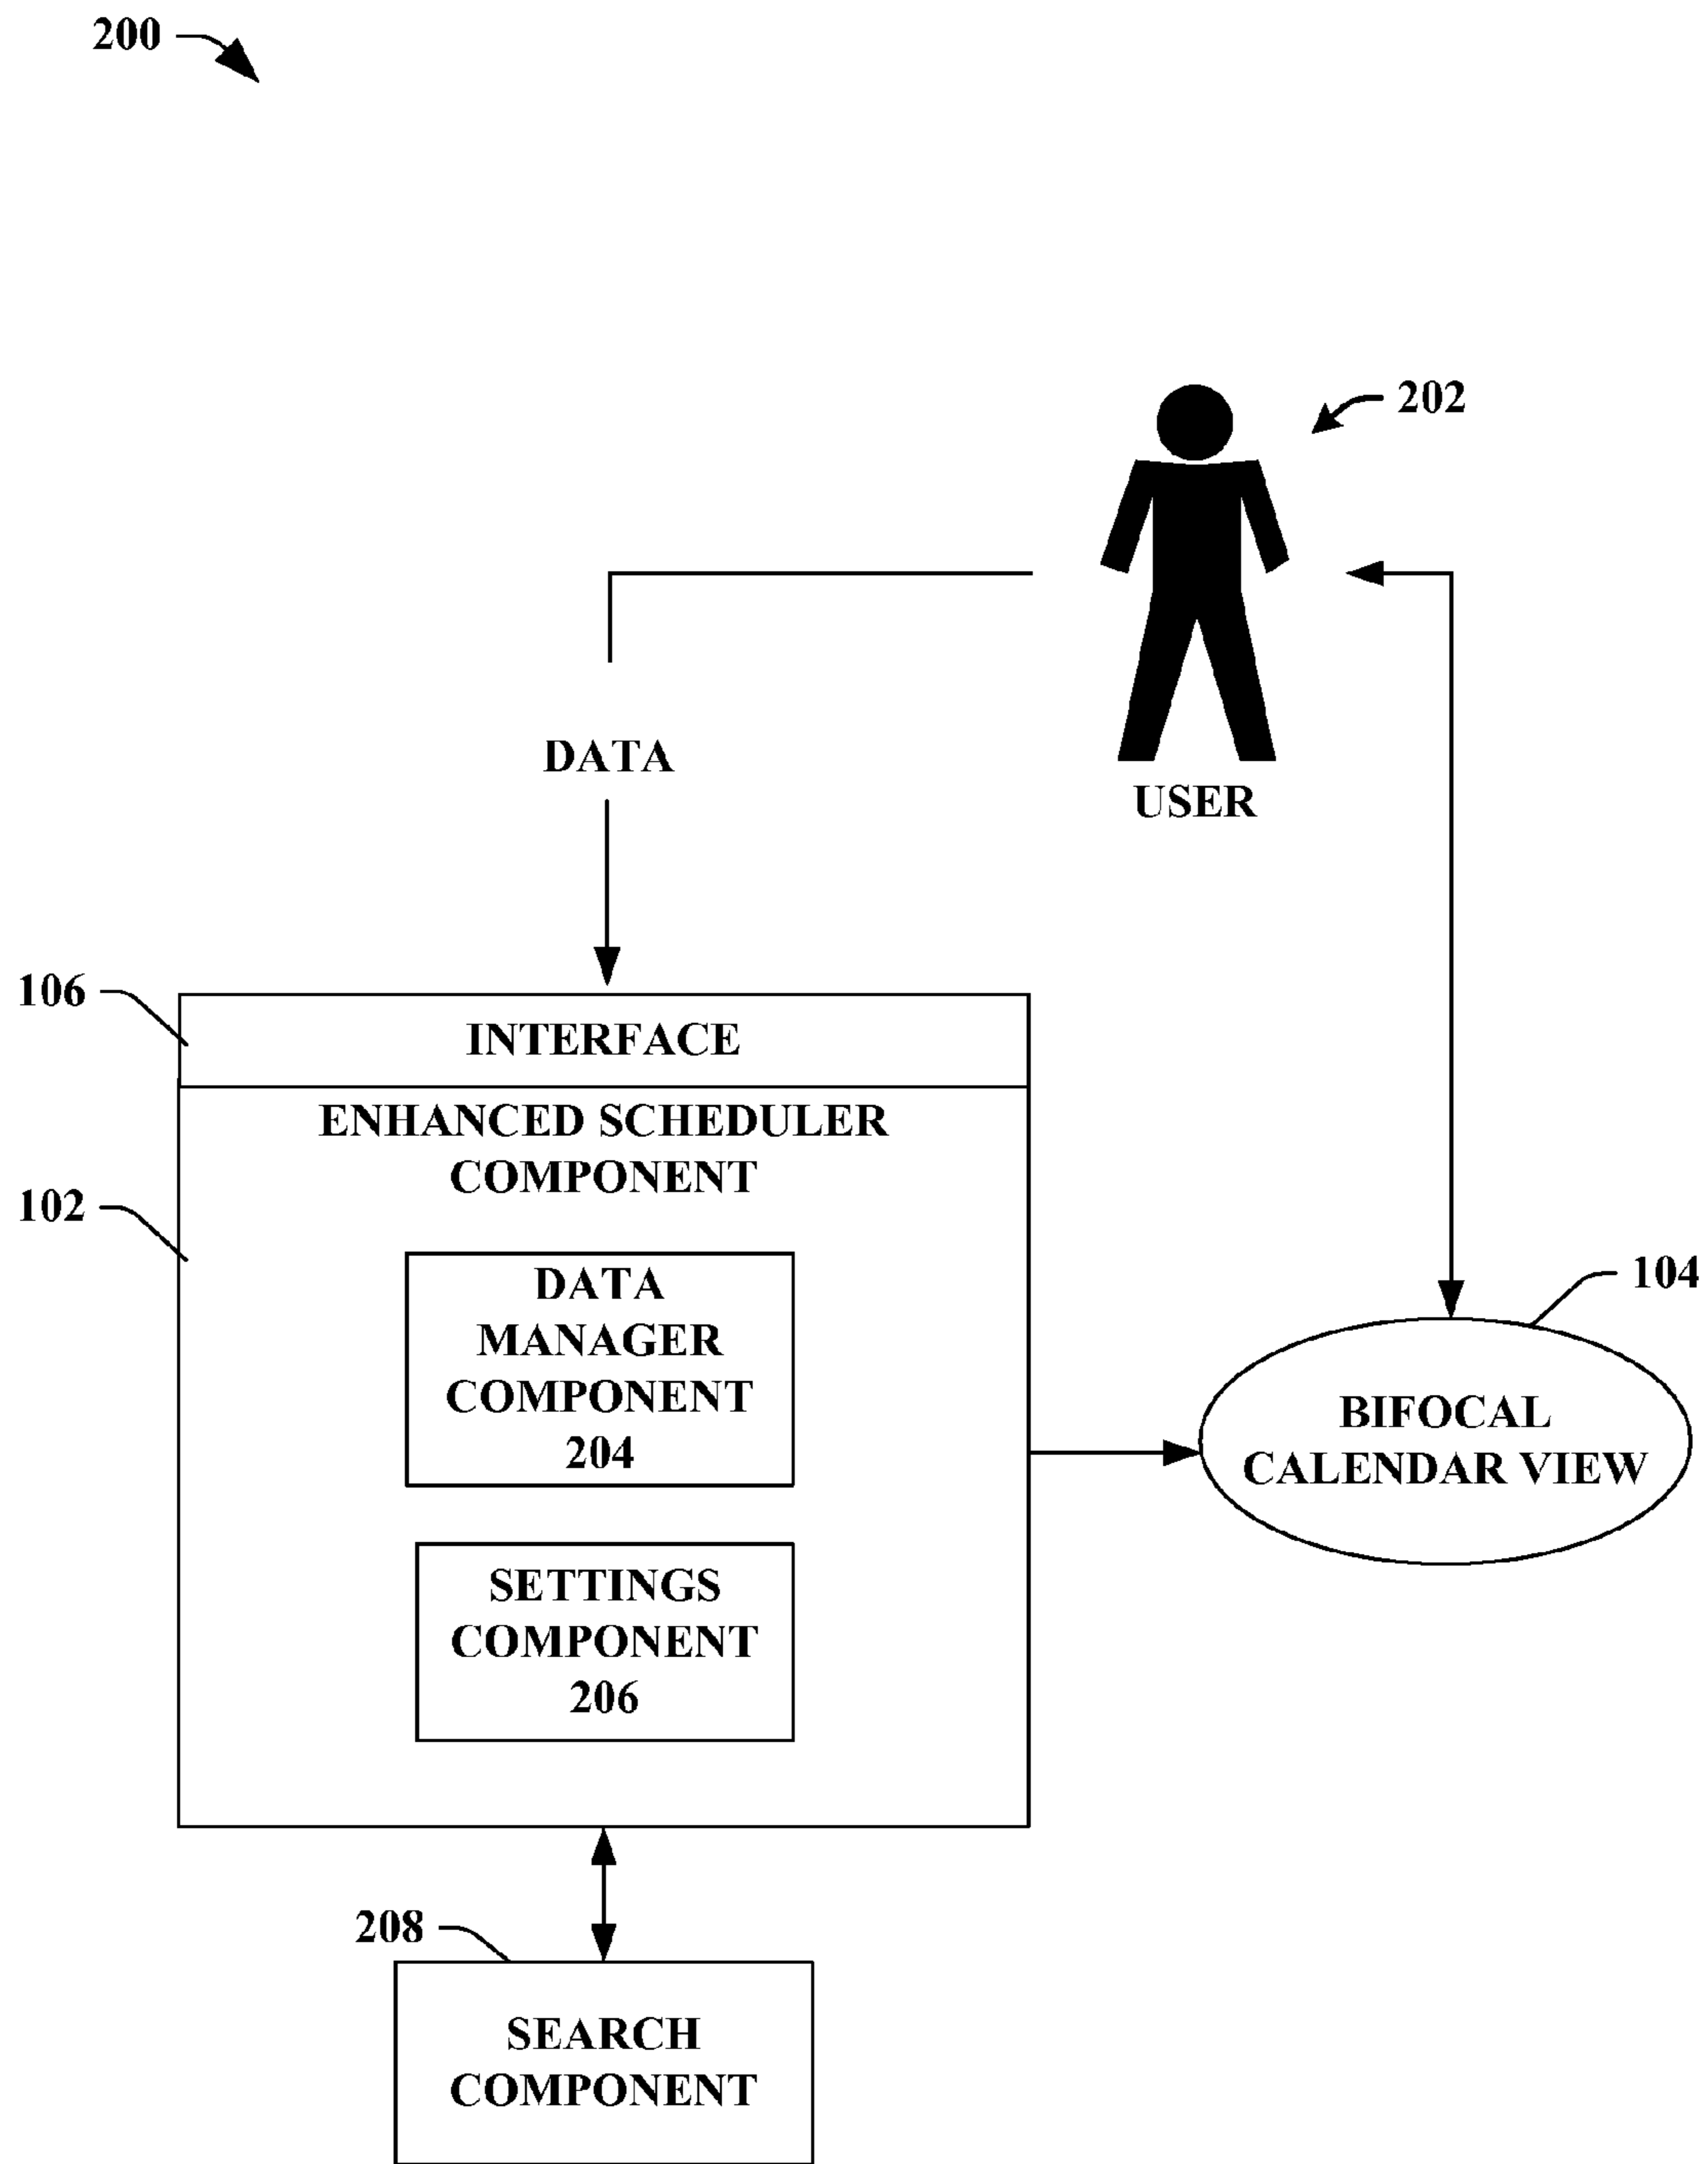 200
202
DATA
USER
106
INTERFACE
ENHANCED SCHEDULER
COMPONENT
102
DATA
MANAGER
COMPONENT
204
104
BIFOCAL
CALENDAR VIEW
SETTINGS
COMPONENT
206
208
SEARCH
COMPONENT